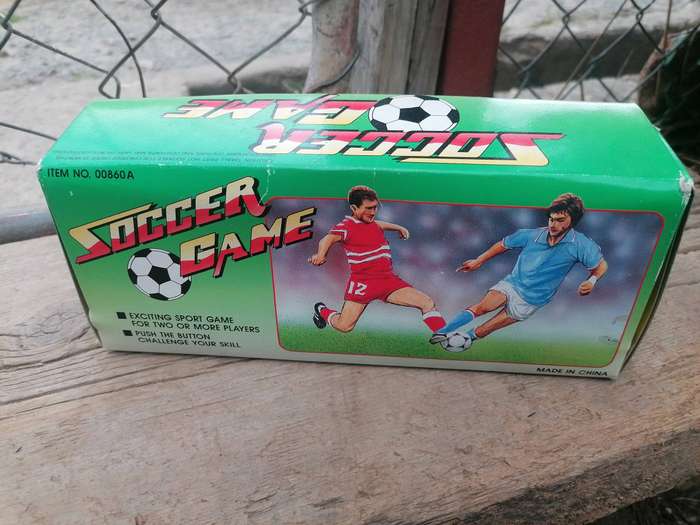 SOCCER
GAME
ITEM NO. 00860A
SOCCER
GAME
■ EXCITING SPORT GAME
FOR TWO OR MORE PLAYERS
■ PUSH THE BUTTON
CHALLENGE YOUR SKILL
12
MADE IN CHINA